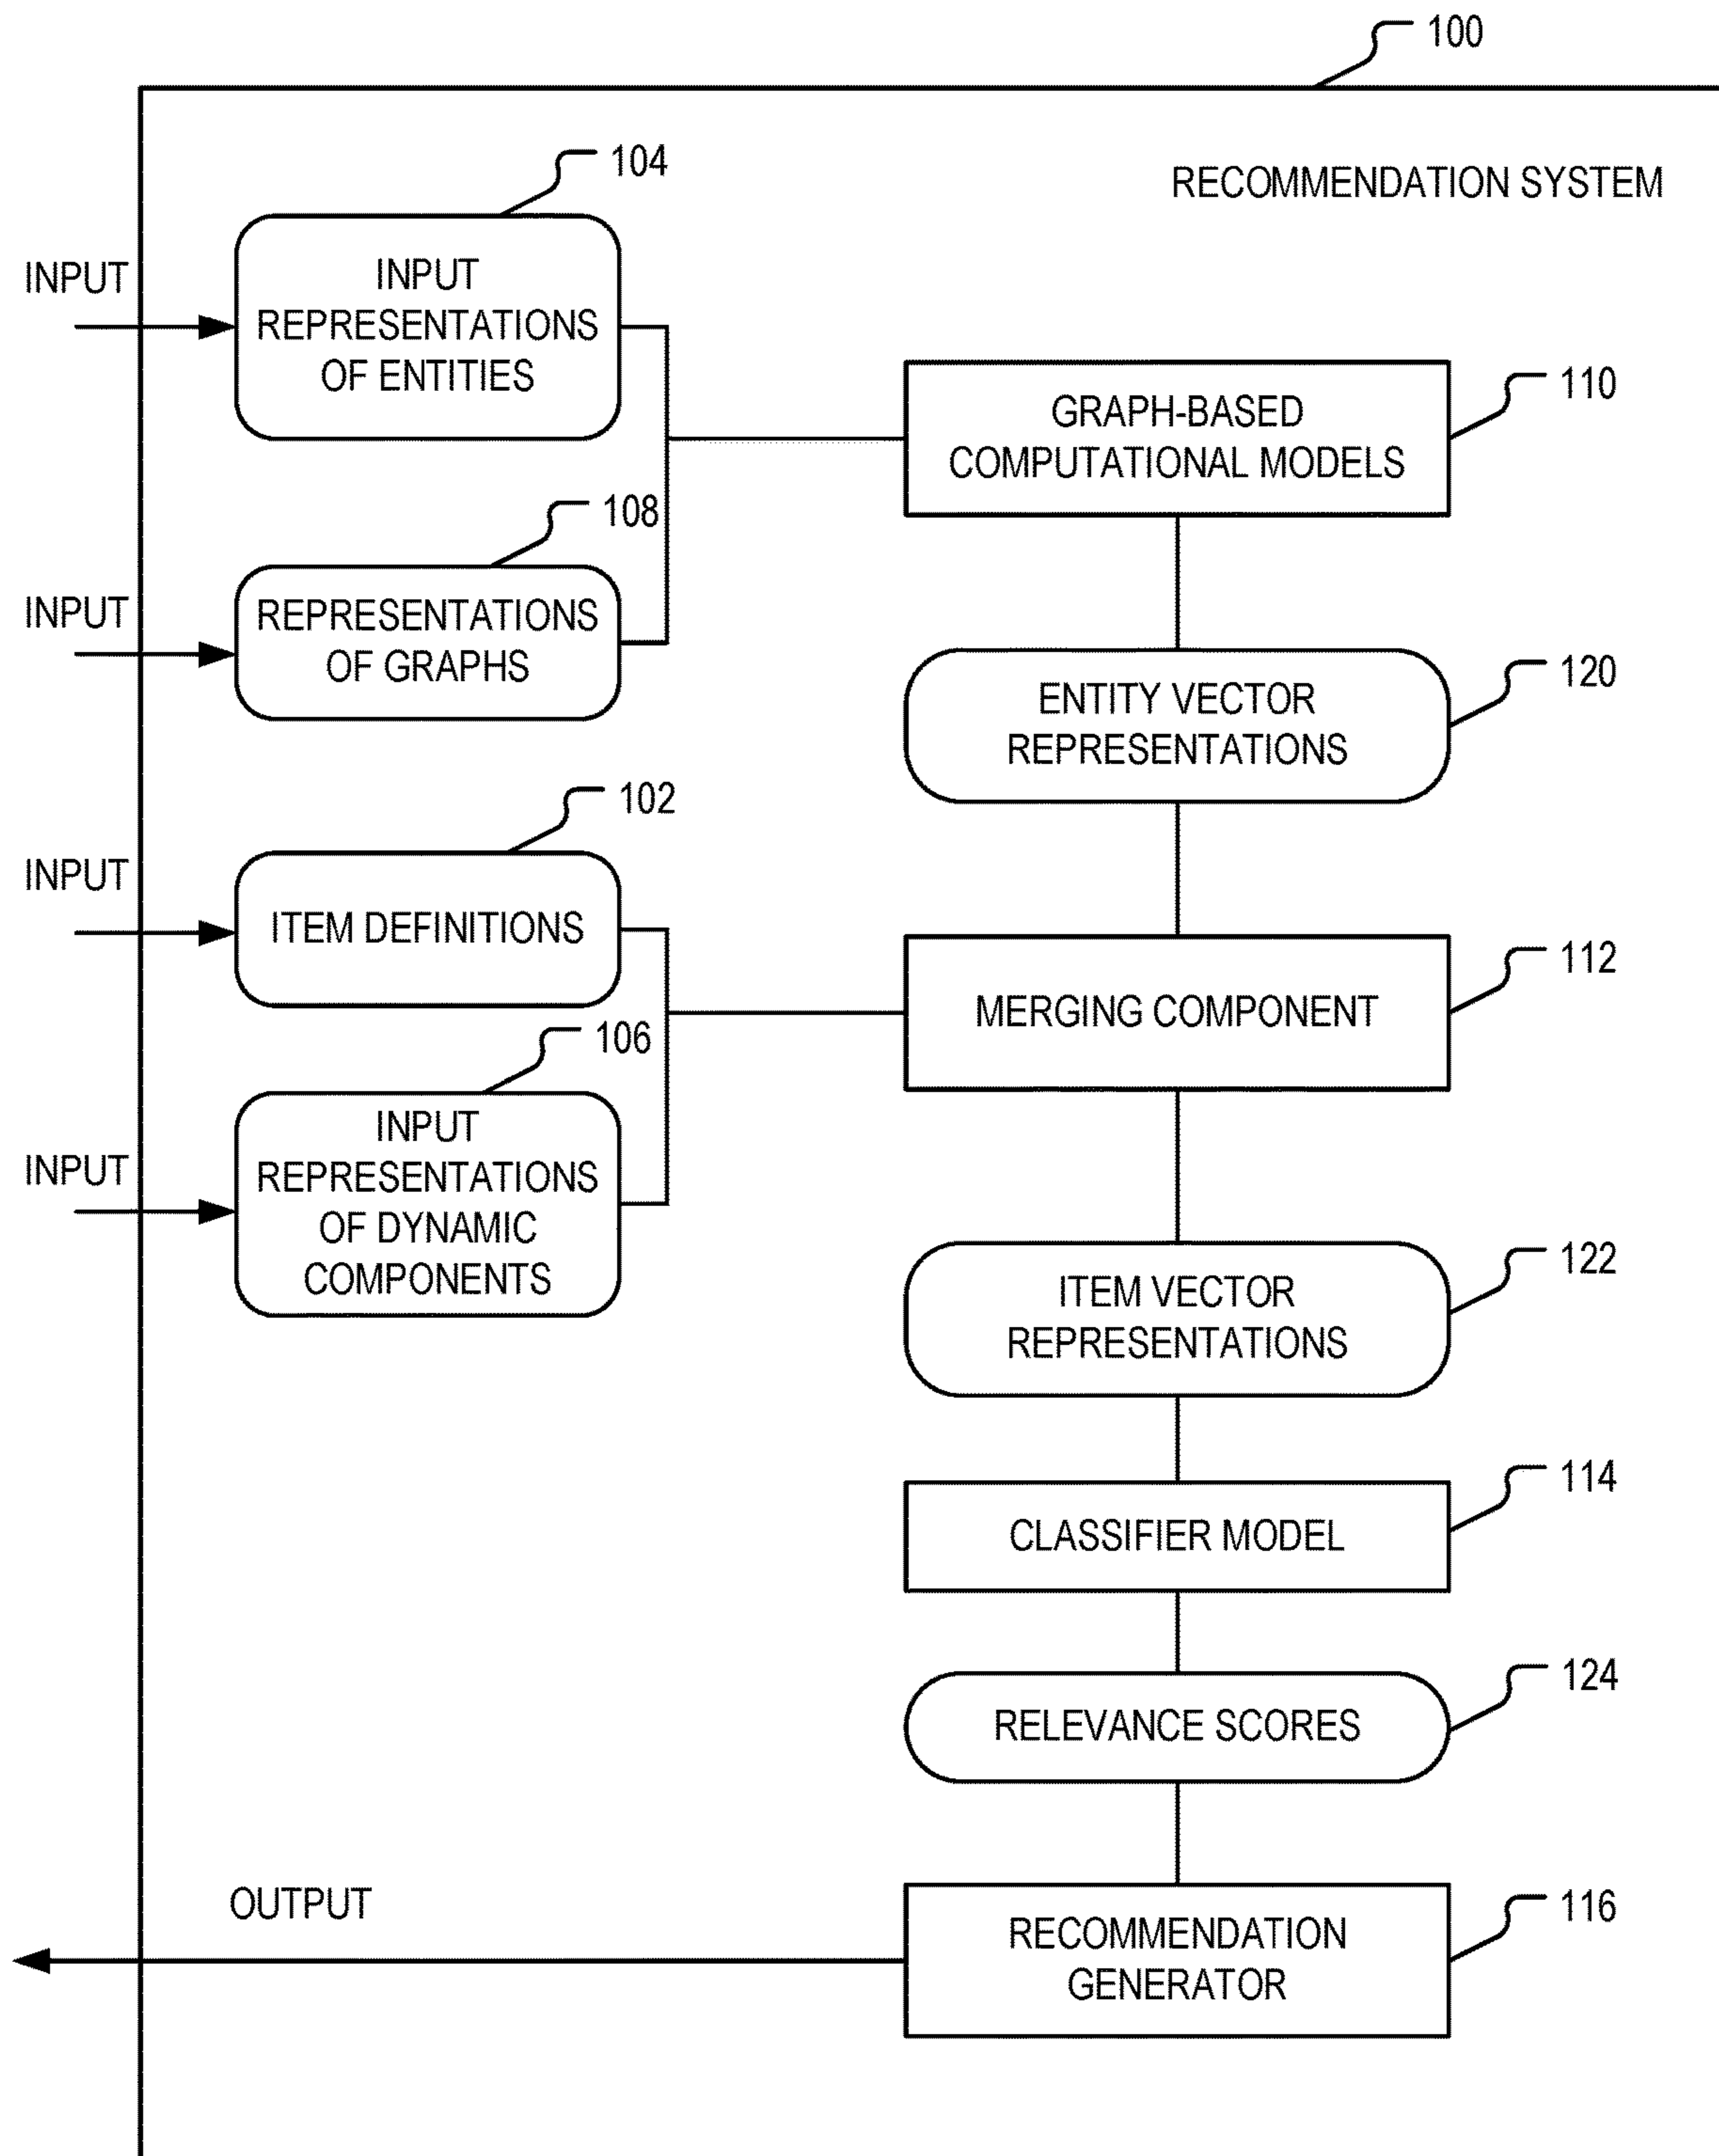 100
RECOMMENDATION SYSTEM
104
INPUT
INPUT
REPRESENTATIONS
OF ENTITIES
110
GRAPH-BASED
COMPUTATIONAL MODELS
108
INPUT
REPRESENTATIONS
OF GRAPHS
120
ENTITY VECTOR
REPRESENTATIONS
102
INPUT
ITEM DEFINITIONS
112
MERGING COMPONENT
106
INPUT
INPUT
REPRESENTATIONS
OF DYNAMIC
COMPONENTS
122
ITEM VECTOR
REPRESENTATIONS
114
CLASSIFIER MODEL
124
RELEVANCE SCORES
OUTPUT
116
RECOMMENDATION
GENERATOR